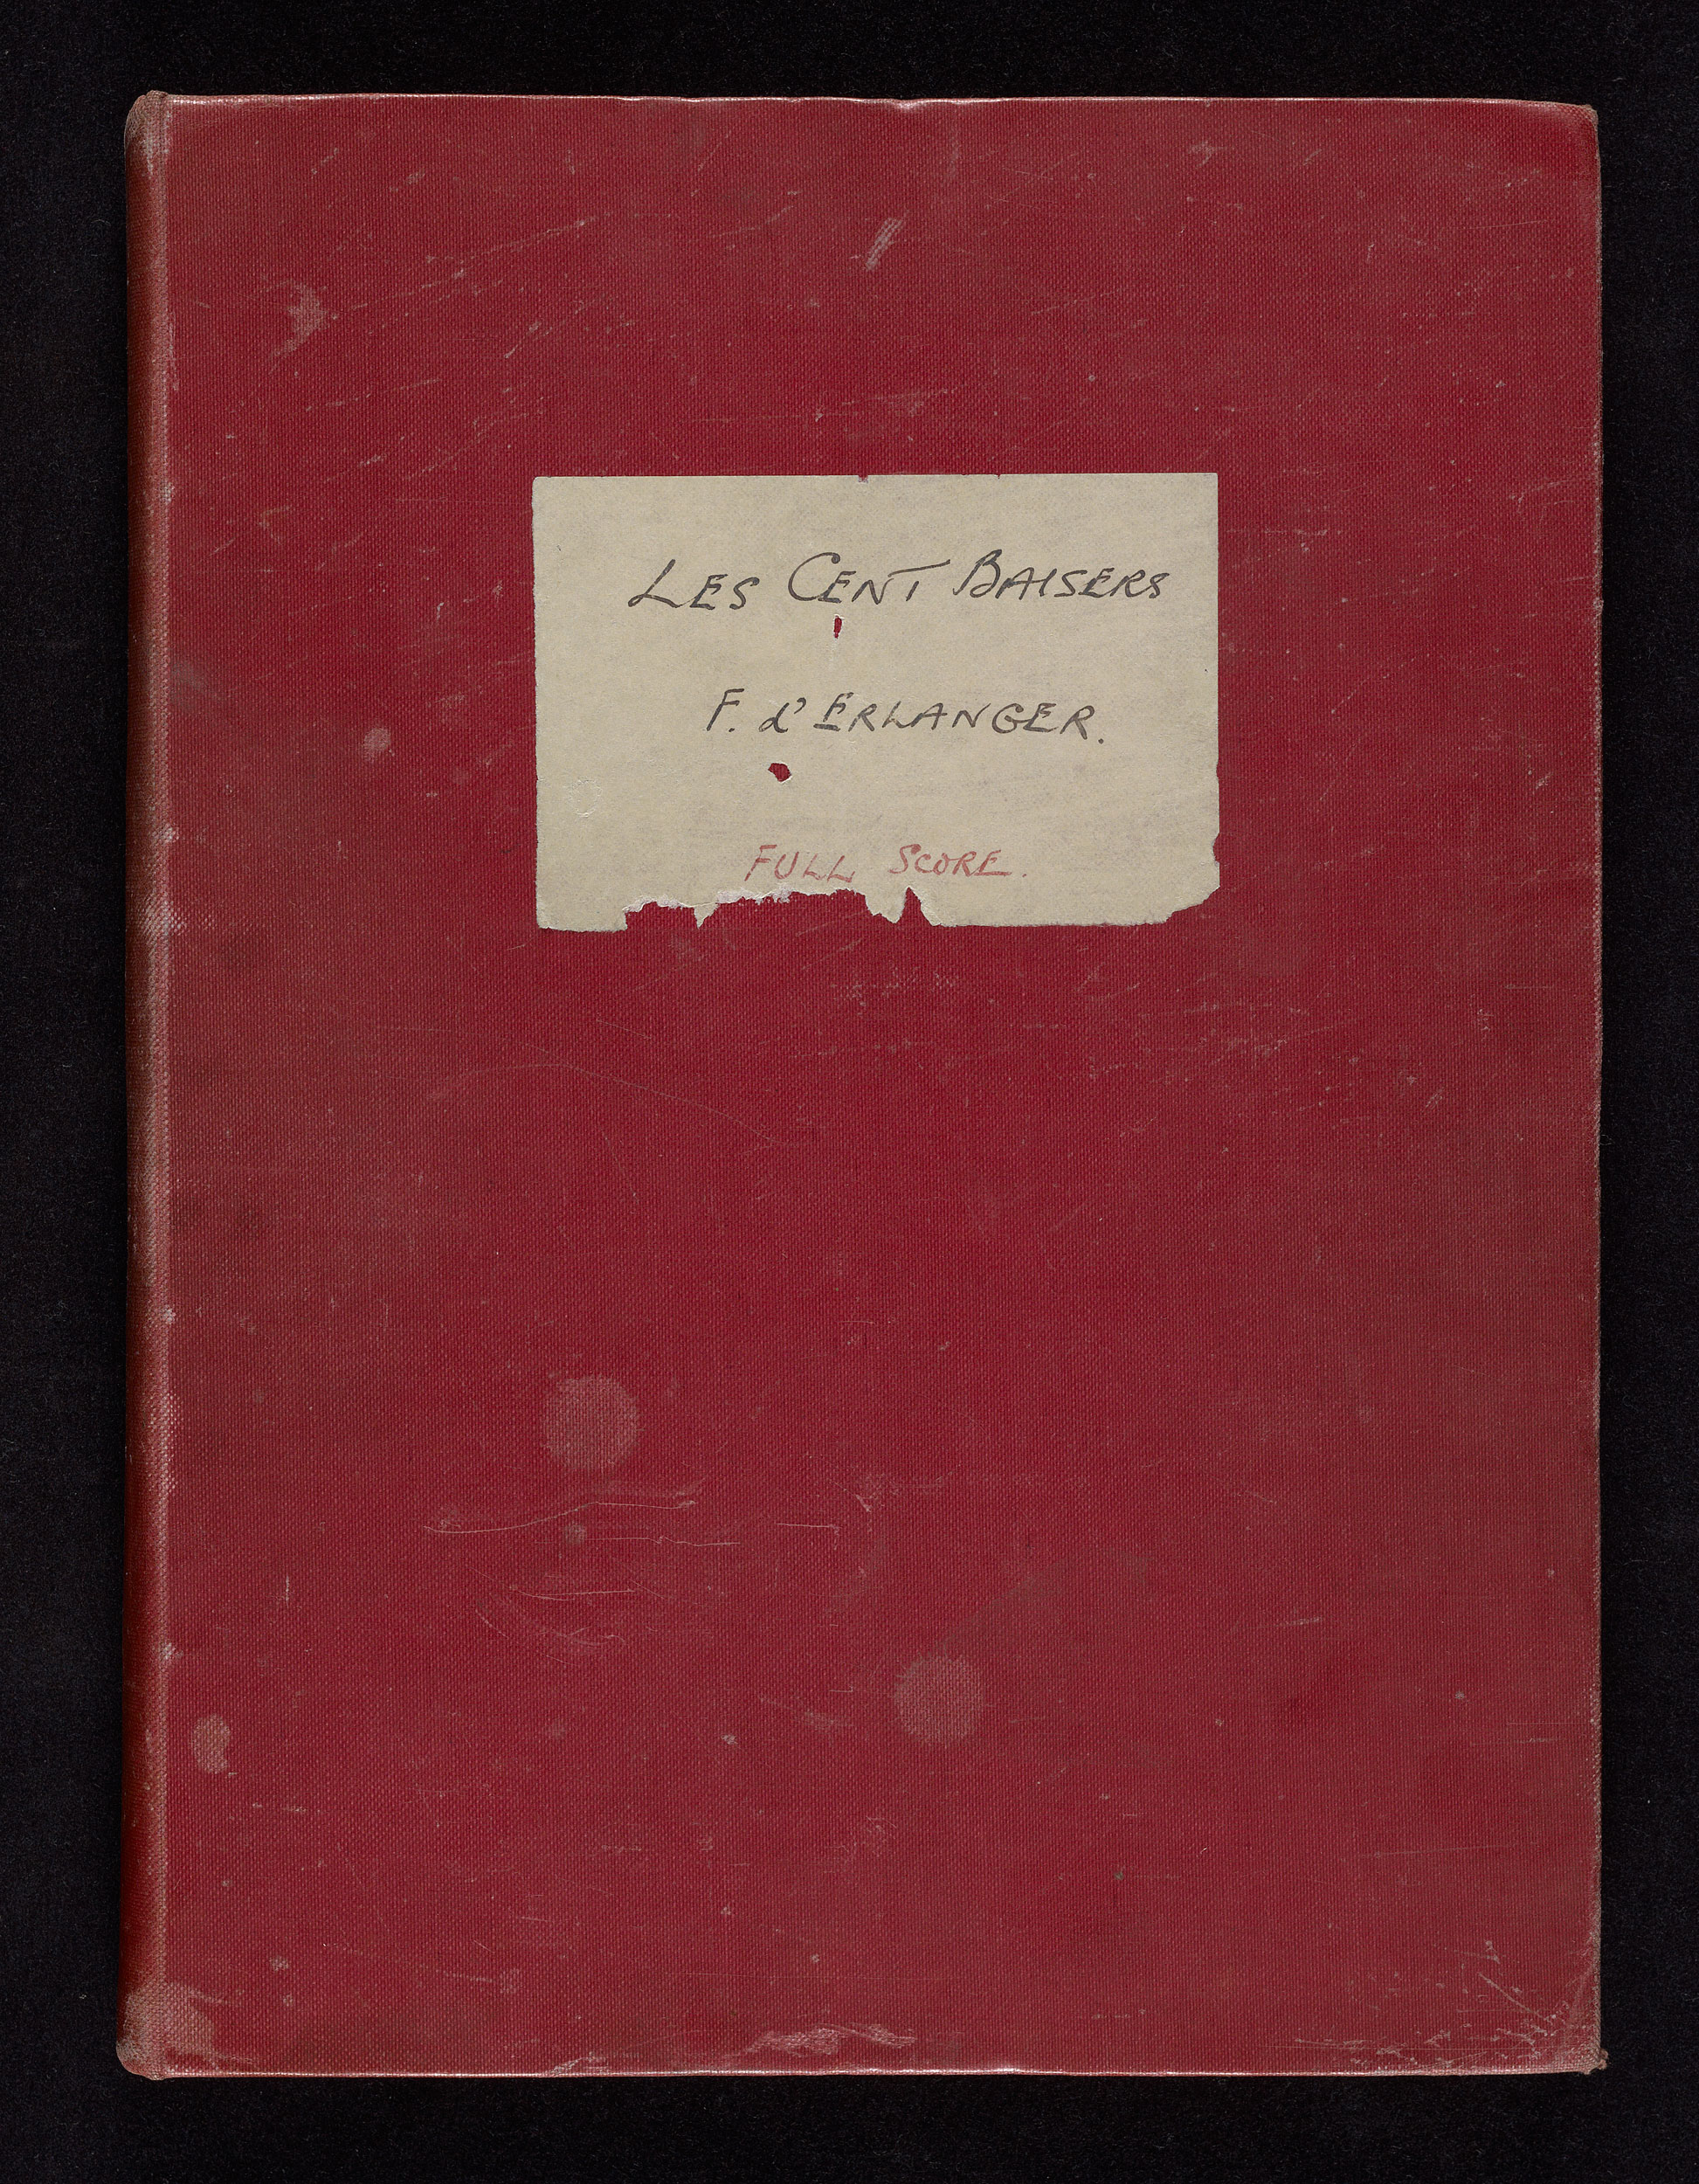 LES CENT BAISERS
F. d'ERLANGER.
FULL SCORE.